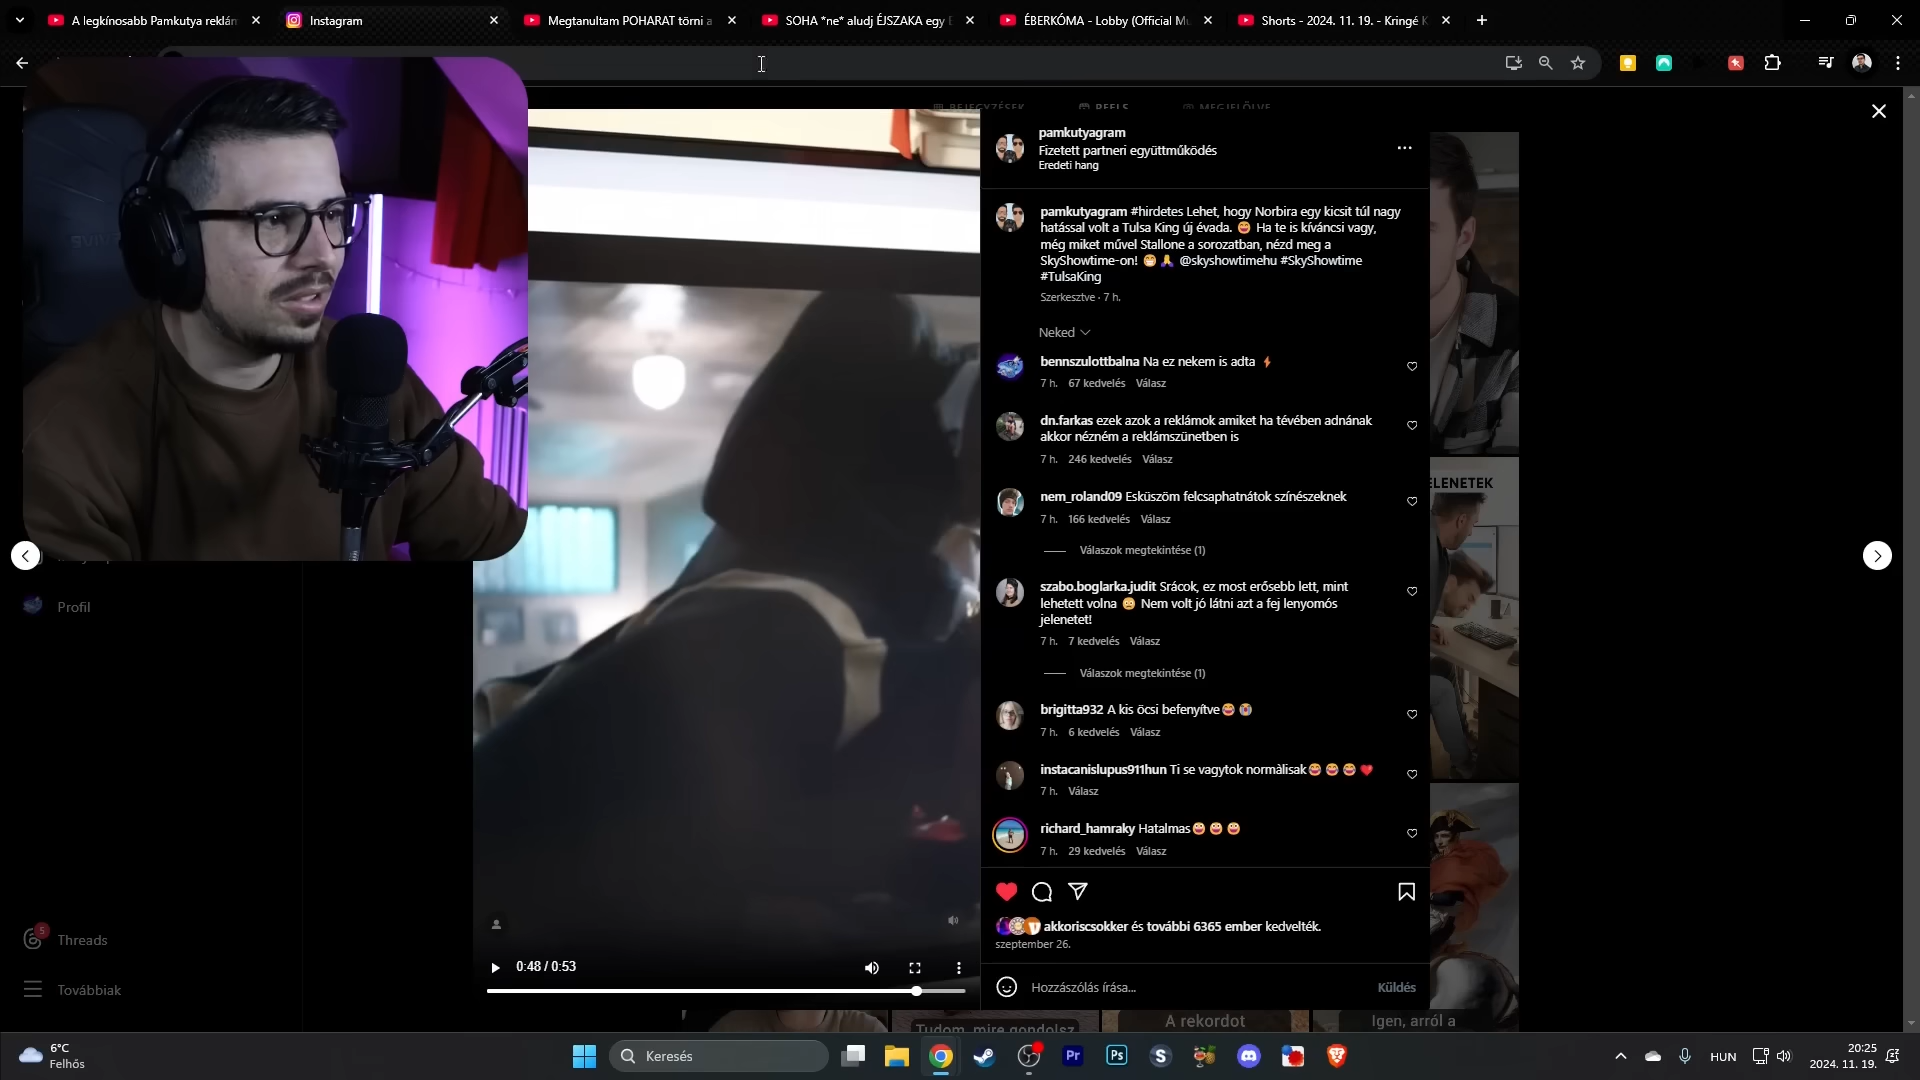 A legkínosabb Pamkutya reklám
Instagram
Megtanultam POHARAT törni a
SOHA *ne* aludj ÉJSZAKA egy
ÉBERKÓMA - Lobby (Official M
Shorts - 2024. 11. 19. - Kringé K
BEJEGYZÉSEK
REELS
MEGJELÖLVE
pamkutyagram
Fizetett partneri együttműködés
Eredeti hang
pamkutyagram #hirdetes Lehet, hogy Norbira egy kicsit túl nagy
hatással volt a Tulsa King új évada. 😅 Ha te is kíváncsi vagy,
még miket művel Stallone a sorozatban, nézd meg a
SkyShowtime-on! 😁 🙏 @skyshowtimehu #SkyShowtime
#TulsaKing
Szerkesztve · 7 h.
Neked
bennszulottbalna Na ez nekem is adta ⚡
7 h. 67 kedvelés Válasz
dn.farkas ezek azok a reklámok amiket ha tévében adnának
akkor nézném a reklámszünetben is
7 h. 246 kedvelés Válasz
nem_roland09 Esküszöm felcsaphatnátok színészeknek
7 h. 166 kedvelés Válasz
Válaszok megtekintése (1)
szabo.boglarka.judit Srácok, ez most erősebb lett, mint
lehetett volna 😳 Nem volt jó látni azt a fej lenyomós
jelenetet!
7 h. 7 kedvelés Válasz
Válaszok megtekintése (1)
brigitta932 A kis öcsi befenyítve😂 😭
7 h. 6 kedvelés Válasz
instacanislupus911hun Ti se vagytok normàlisak😂 😂 😂 ❤️
7 h. Válasz
richard_hamraky Hatalmas
7 h. 29 kedvelés Válasz
akkoriscsokker és további 6365 ember kedvelték.
szeptember 26.
Hozzászólás írása...
Küldés
0:48 / 0:53
Profil
5
Threads
Továbbiak
ELENETEK
Tudom, mire gondolsz
A rekordot
Igen, arról a
6°C
Felhős
Keresés
Pr
Ps
HUN
20:25
2024. 11. 19.